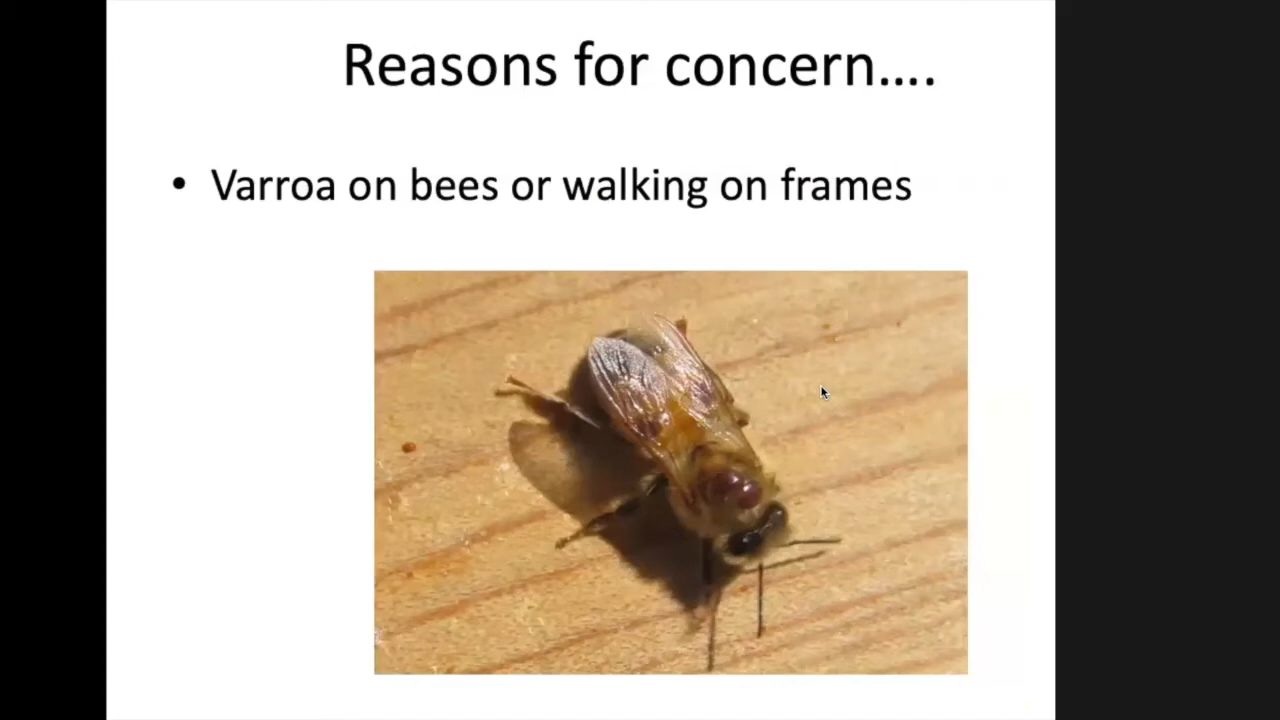 Reasons for concern....
• Varroa on bees or walking on frames